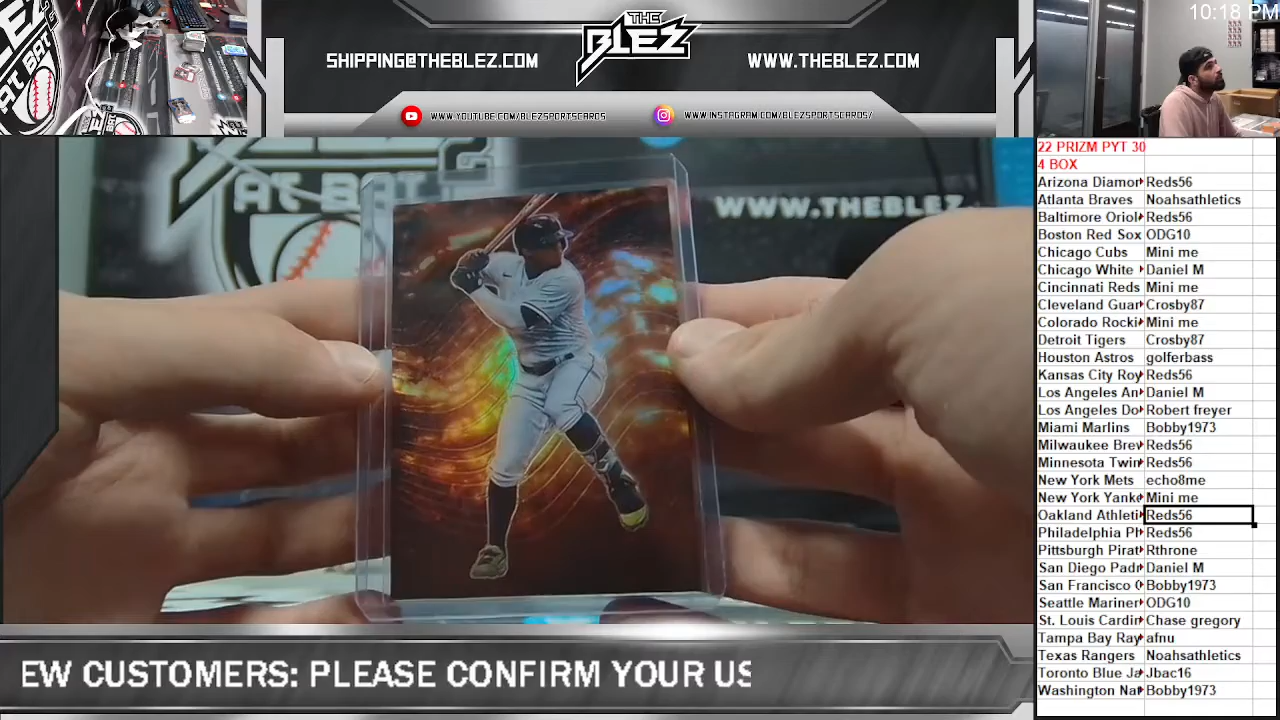 10:18 PM
THE
BLEZ
SHIPPING@THEBLEZ.COM
WWW.THEBLEZ.COM
WWW.YOUTUBE.COM/BLEZSPORTSCARDS
WWW.INSTAGRAM.COM/BLEZSPORTSCARDS/
AT BAT
AT BAT
WWW.THEBLEZ
22 PRIZM PYT 30
4 BOX
Arizona Diamor Reds56
Atlanta Braves Noahsathletics
Baltimore Oriol Reds56
Boston Red Sox ODG10
Chicago Cubs Mini me
Chicago White Daniel M
Cincinnati Reds Mini me
Cleveland Guar Crosby87
Colorado Rocki Mini me
Detroit Tigers Crosby87
Houston Astros golferbass
Kansas City Roy Reds56
Los Angeles An Daniel M
Los Angeles Do Robert freyer
Miami Marlins Bobby1973
Milwaukee Brev Reds56
Minnesota Twin Reds56
New York Mets echo8me
New York Yanke Mini me
Oakland Athleti Reds56
Philadelphia Pl Reds56
Pittsburgh Pirat Rthrone
San Diego Padr Daniel M
San Francisco G Bobby1973
Seattle Mariner ODG10
St. Louis Cardin Chase gregory
Tampa Bay Ray afnu
Texas Rangers Noahsathletics
Toronto Blue Ja Jbac16
Washington Nat Bobby1973
EW CUSTOMERS: PLEASE CONFIRM YOUR US